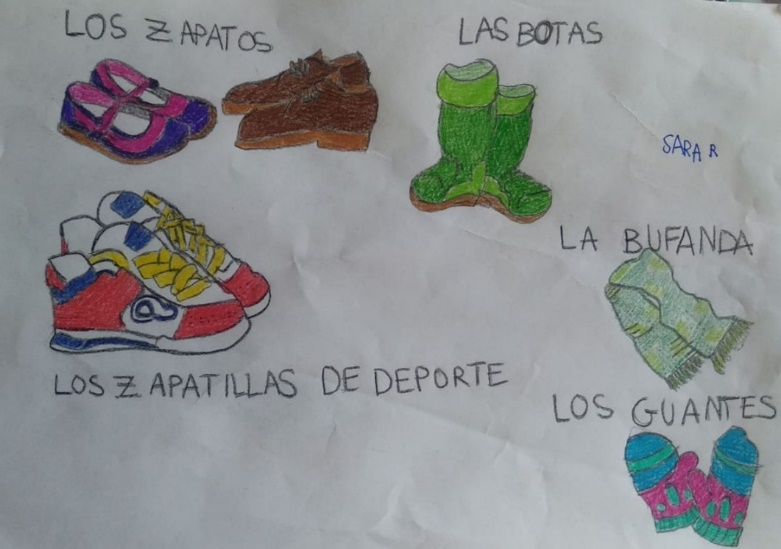 LOS ZAPATOS
LAS BOTAS
SARA R
LA BUFANDA
LOS ZAPATILLAS DE DEPORTE
LOS GUANTES